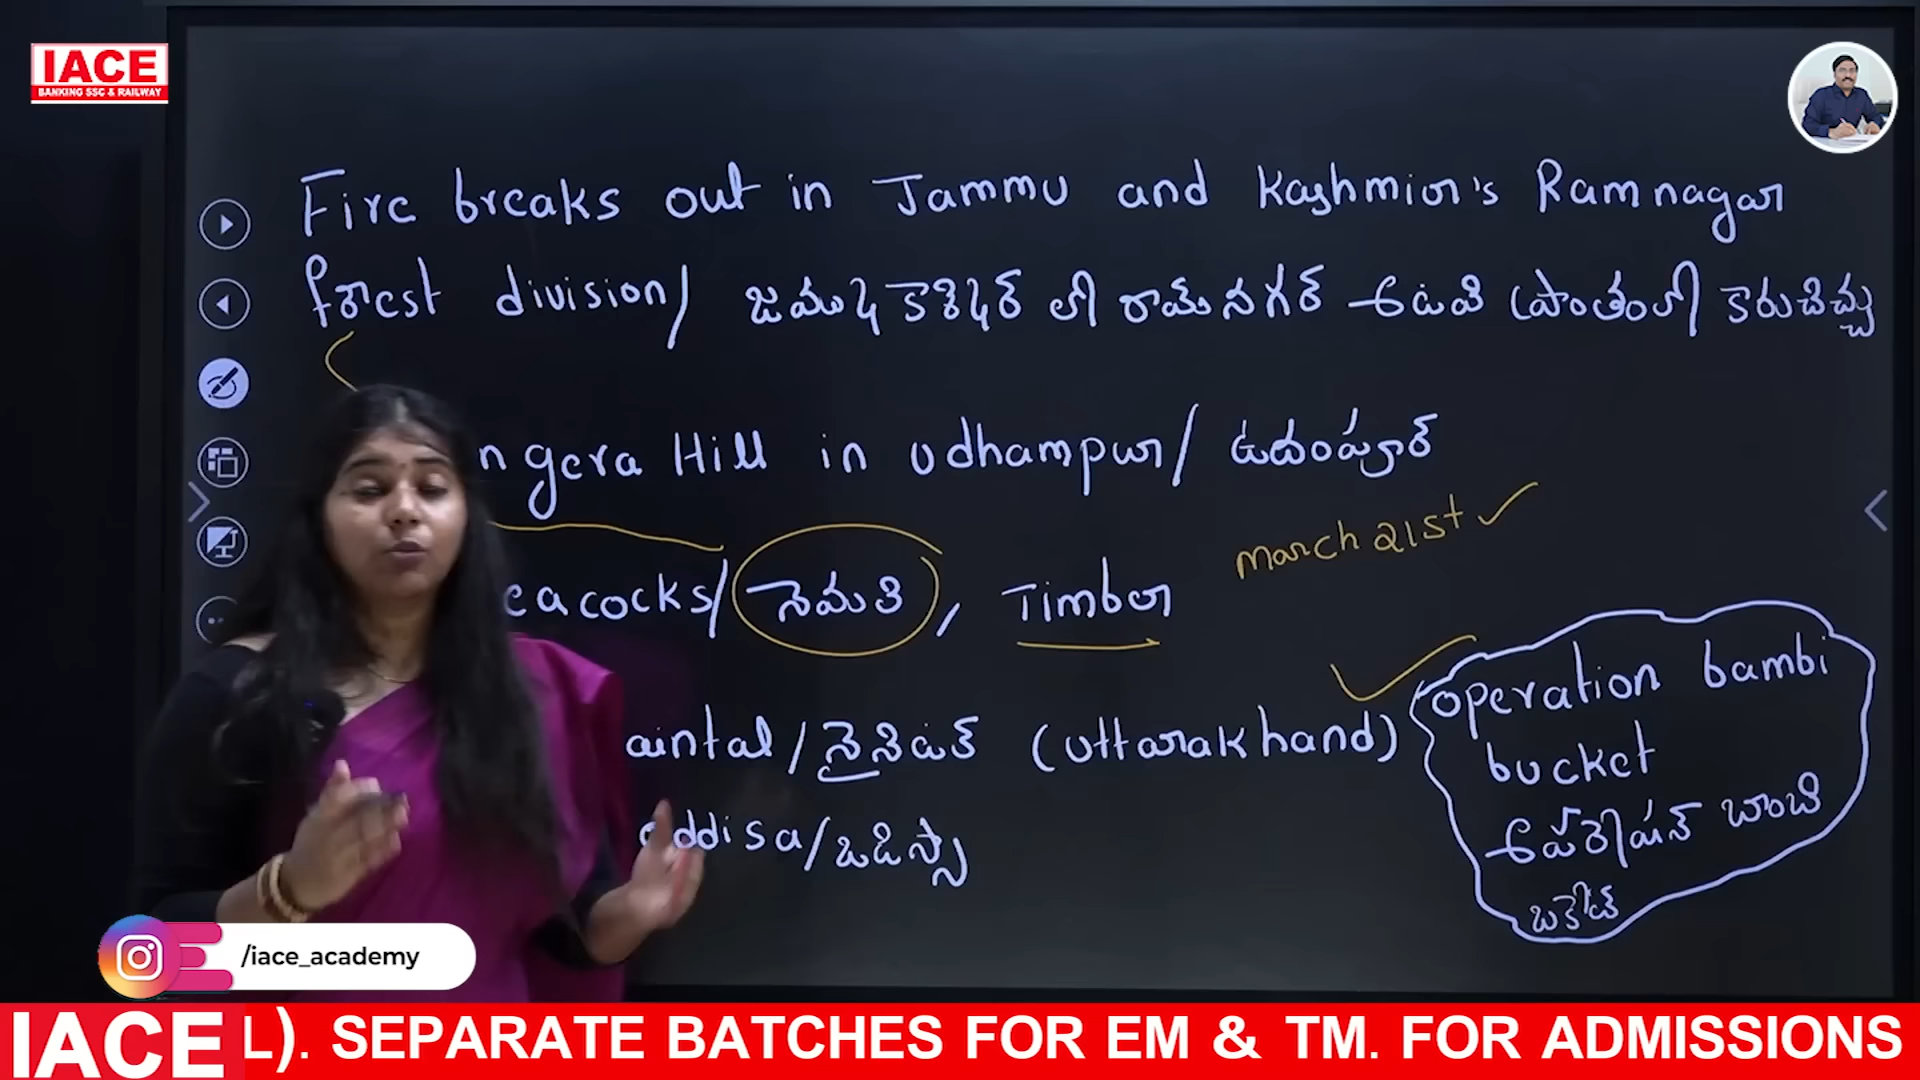 IACE
BANKING SSC & RAILWAY
Fire breaks out in Jammu and Kashmir's Ramnagar
forest division/ జమ్ము & కాశ్మీర్ లోని రామ్ నగర్ అడవి ప్రాంతంలో కారుచిచ్చు
ngera Hill in Udhampur/ ఉదంపూర్
march 21st
eacocks/ నెమలి, Timber
operation bambi
bucket
ఆపరేషన్ బాంబి
బకెట్
aintal/ నైనిటాల్ (Uttarakhand)
oddisa/ ఒడిస్సా
/iace_academy
IACE L). SEPARATE BATCHES FOR EM & TM. FOR ADMISSIONS